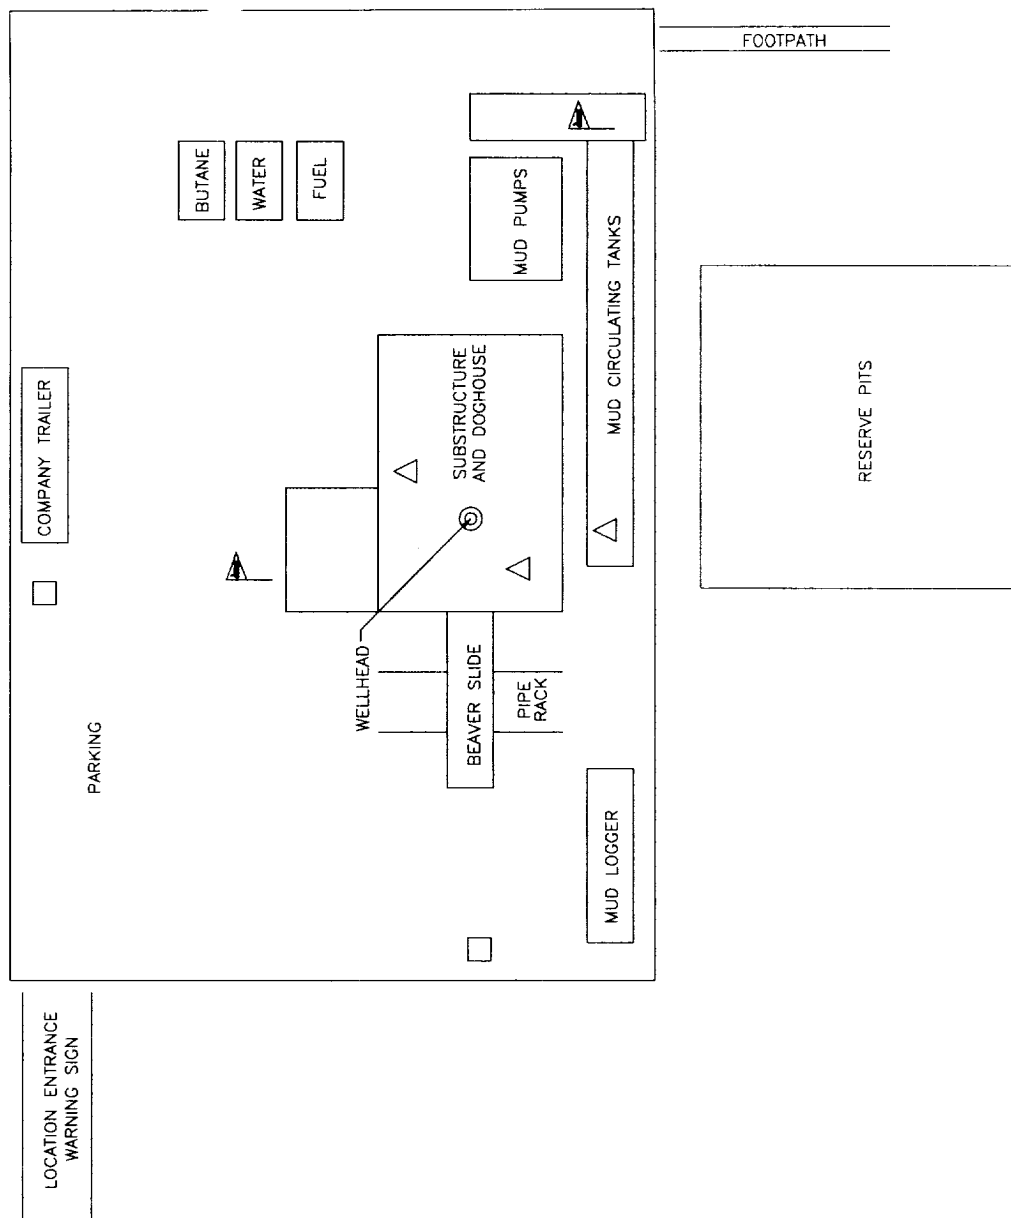 FOOTPATH
BUTANE
WATER
FUEL
MUD PUMPS
MUD CIRCULATING TANKS
COMPANY TRAILER
SUBSTRUCTURE
AND DOGHOUSE
RESERVE PITS
WELLHEAD
BEAVER SLIDE
PIPE
RACK
PARKING
MUD LOGGER
LOCATION ENTRANCE
WARNING SIGN